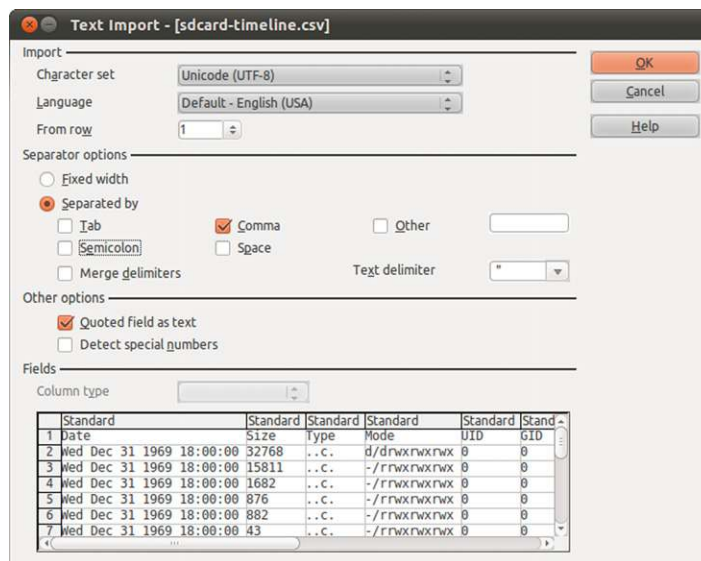 Text Import - [sdcard-timeline.csv]
Import
OK
Character set Unicode (UTF-8)
Cancel
Language Default - English (USA)
From row 1
Help
Separator options
Fixed width
Separated by
Tab Comma Other
Semicolon Space
Merge delimiters Text delimiter "
Other options
Quoted field as text
Detect special numbers
Fields
Column type
Standard Standard Standard Standard Standard Stand
1 Date Size Type Mode UID GID
2 Wed Dec 31 1969 18:00:00 32768 ..c. d/drwxrwxrwx 0 0
3 Wed Dec 31 1969 18:00:00 15811 ..c. -/rrwxrwxrwx 0 0
4 Wed Dec 31 1969 18:00:00 1682 ..c. -/rrwxrwxrwx 0 0
5 Wed Dec 31 1969 18:00:00 876 ..c. -/rrwxrwxrwx 0 0
6 Wed Dec 31 1969 18:00:00 882 ..c. -/rrwxrwxrwx 0 0
7 Wed Dec 31 1969 18:00:00 43 ..c. -/rrwxrwxrwx 0 0